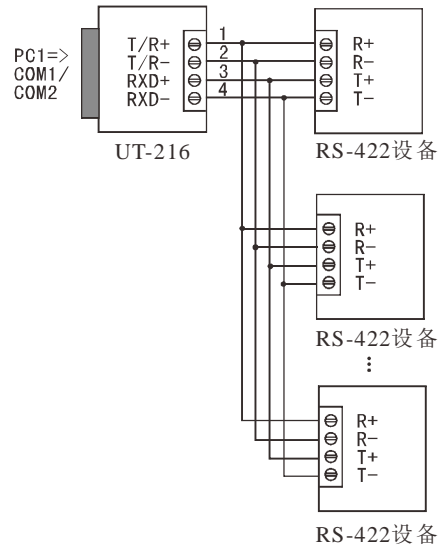 PC1=>
COM1/
COM2
T/R+ 1
T/R- 2
RXD+ 3
RXD- 4
UT-216
R+
R-
T+
T-
RS-422设备
R+
R-
T+
T-
RS-422设备
⋮
R+
R-
T+
T-
RS-422设备